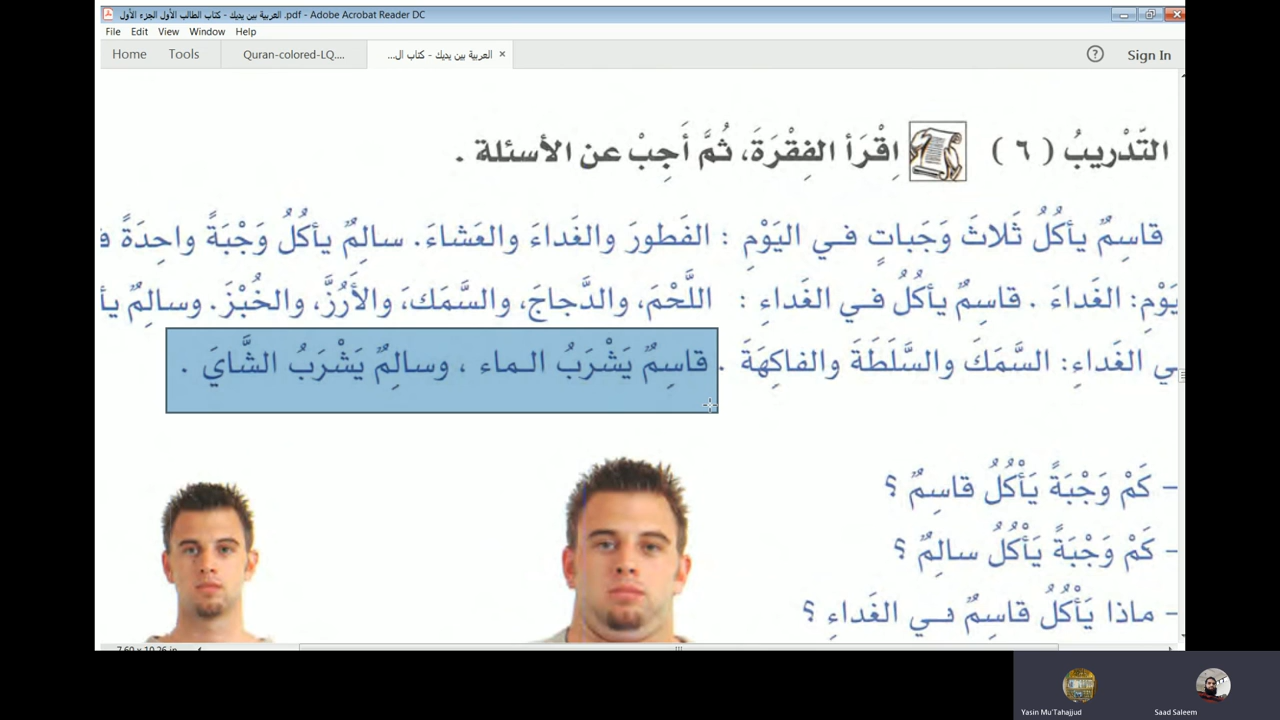 العربية بين يديك - كتاب الطالب الأول الجزء الأول.pdf - Adobe Acrobat Reader DC
File Edit View Window Help
Home Tools Quran-colored-LQ.... العربية بين يديك - كتاب ال... × ? Sign In
التّدْريبُ ( ٦ ) اِقْرَأ الفِقْرَةَ، ثُمَّ أَجِبْ عن الأسئلة .
قاسِمٌ يأكُلُ ثَلاثَ وَجَباتٍ فـي اليَوْمِ : الفَطورَ والغَداءَ والعَشاءَ. سالِمٌ يأكُلُ وَجْبَةً واحِدَةً
يَوْمِ: الغَداءَ . قاسِمٌ يأكُلُ فـي الغَداءِ : اللَّحْمَ، والدَّجاجَ، والسَّمَكَ، والأَرُزَّ، والخُبْزَ. وسالِمٌ
الغَداءِ: السَّمَكَ والسَّلَطَةَ والفاكِهَةَ . قاسِمٌ يَشْرَبُ الـماء ، وسالِمٌ يَشْرَبُ الشَّايَ .
– كَمْ وَجْبَةً يَأْكُلُ قاسِمٌ ؟
– كَمْ وَجْبَةً يَأْكُلُ سالِمٌ ؟
– ماذا يَأْكُلُ قاسِمٌ فـي الغَداءِ ؟
Yasin Mu'Tahajjud Saad Saleem